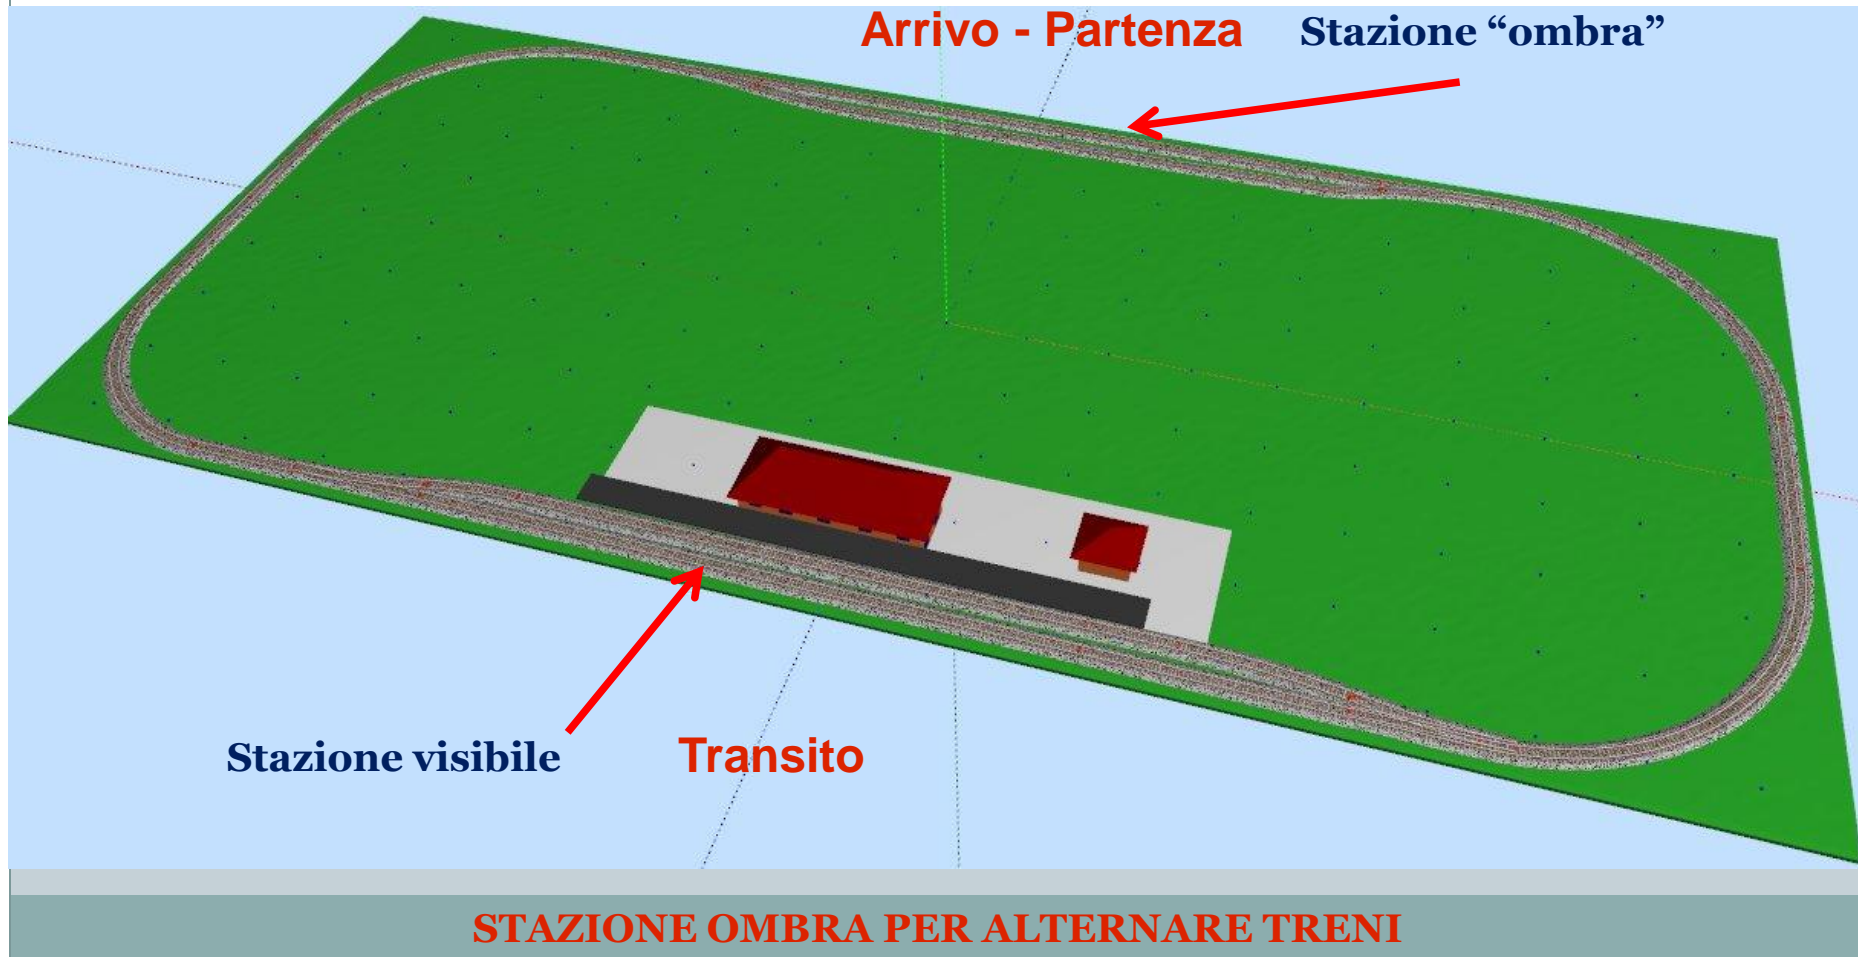 Arrivo - Partenza
Stazione “ombra”
Stazione visibile
Transito
STAZIONE OMBRA PER ALTERNARE TRENI